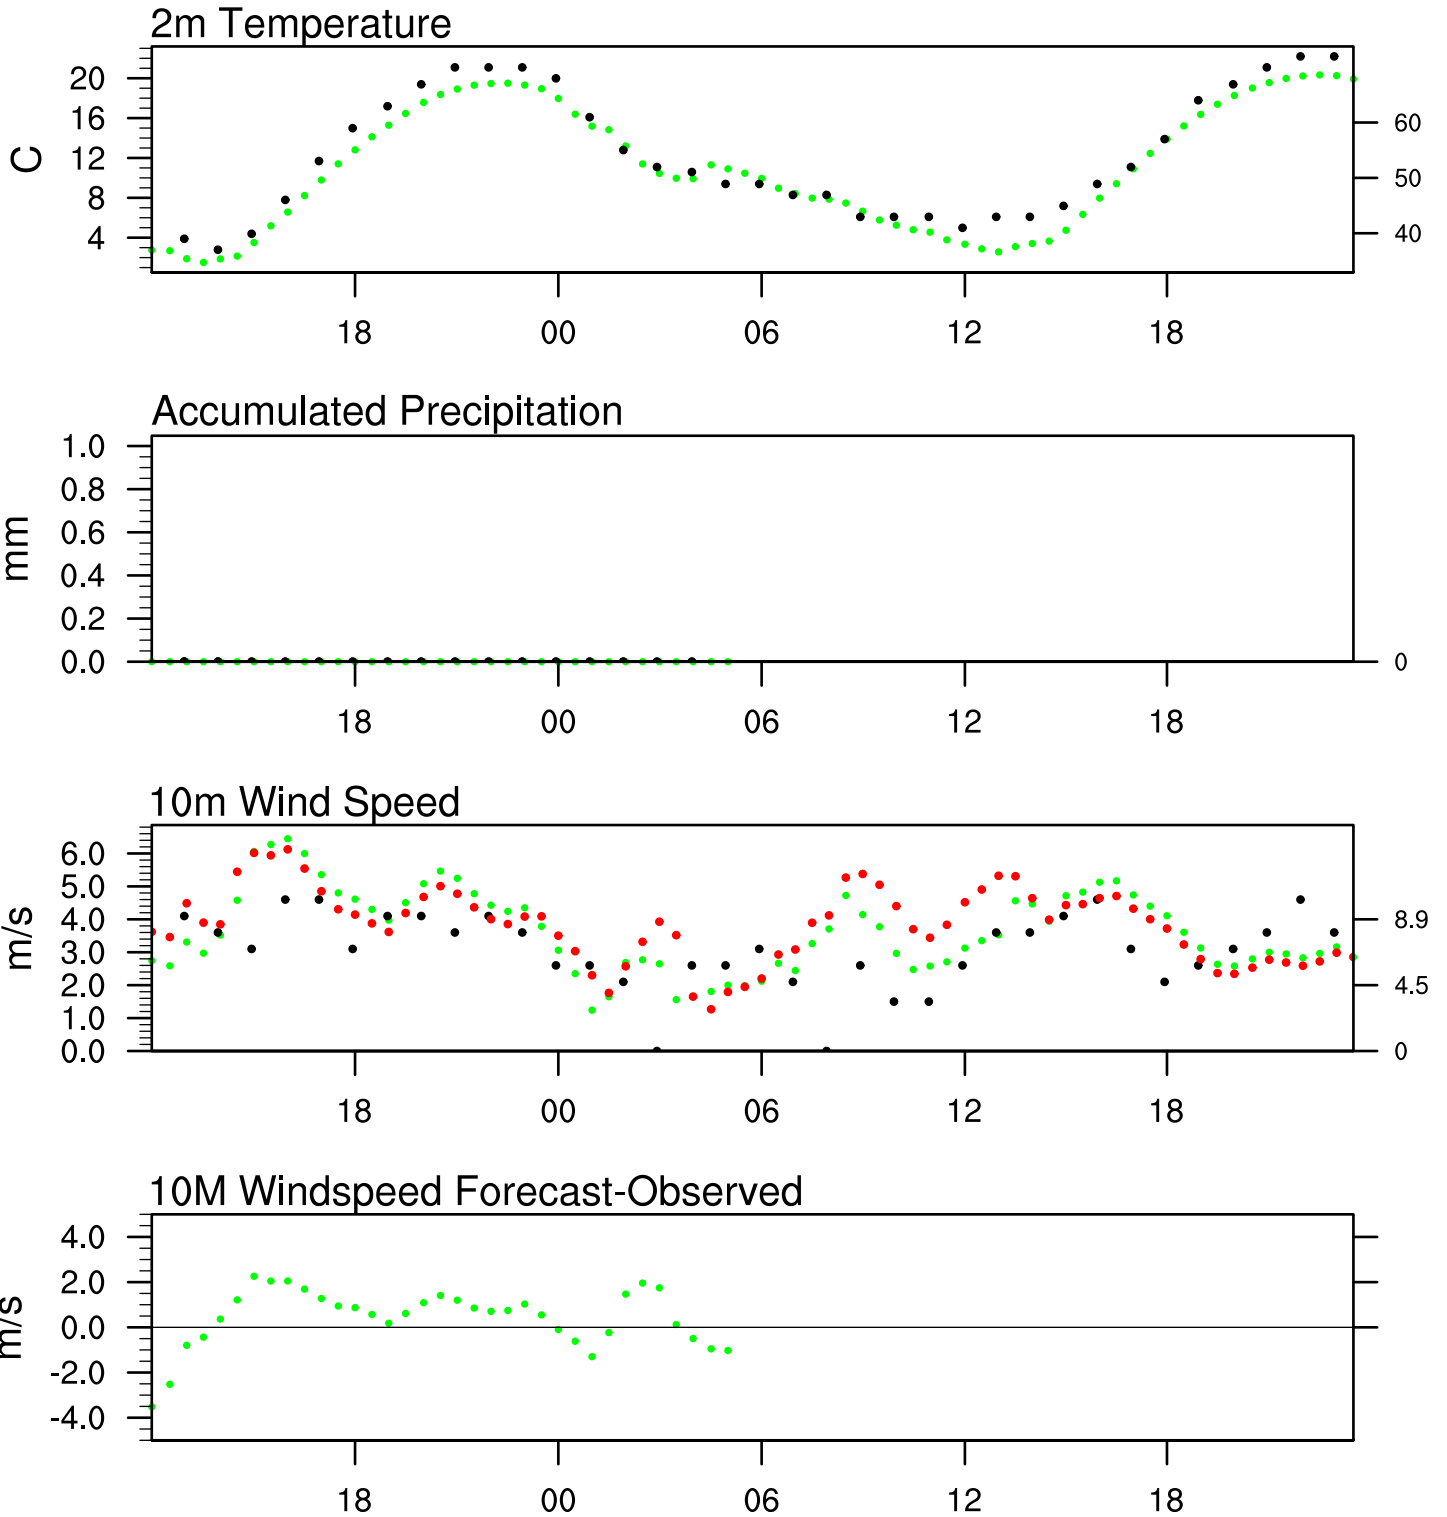 2m Temperature
C
20
16
12
8
4
60
50
40
18 00 06 12 18
Accumulated Precipitation
mm
1.0
0.8
0.6
0.4
0.2
0.0
0
18 00 06 12 18
10m Wind Speed
m/s
6.0
5.0
4.0
3.0
2.0
1.0
0.0
8.9
4.5
0
18 00 06 12 18
10M Windspeed Forecast-Observed
m/s
4.0
2.0
0.0
-2.0
-4.0
18 00 06 12 18